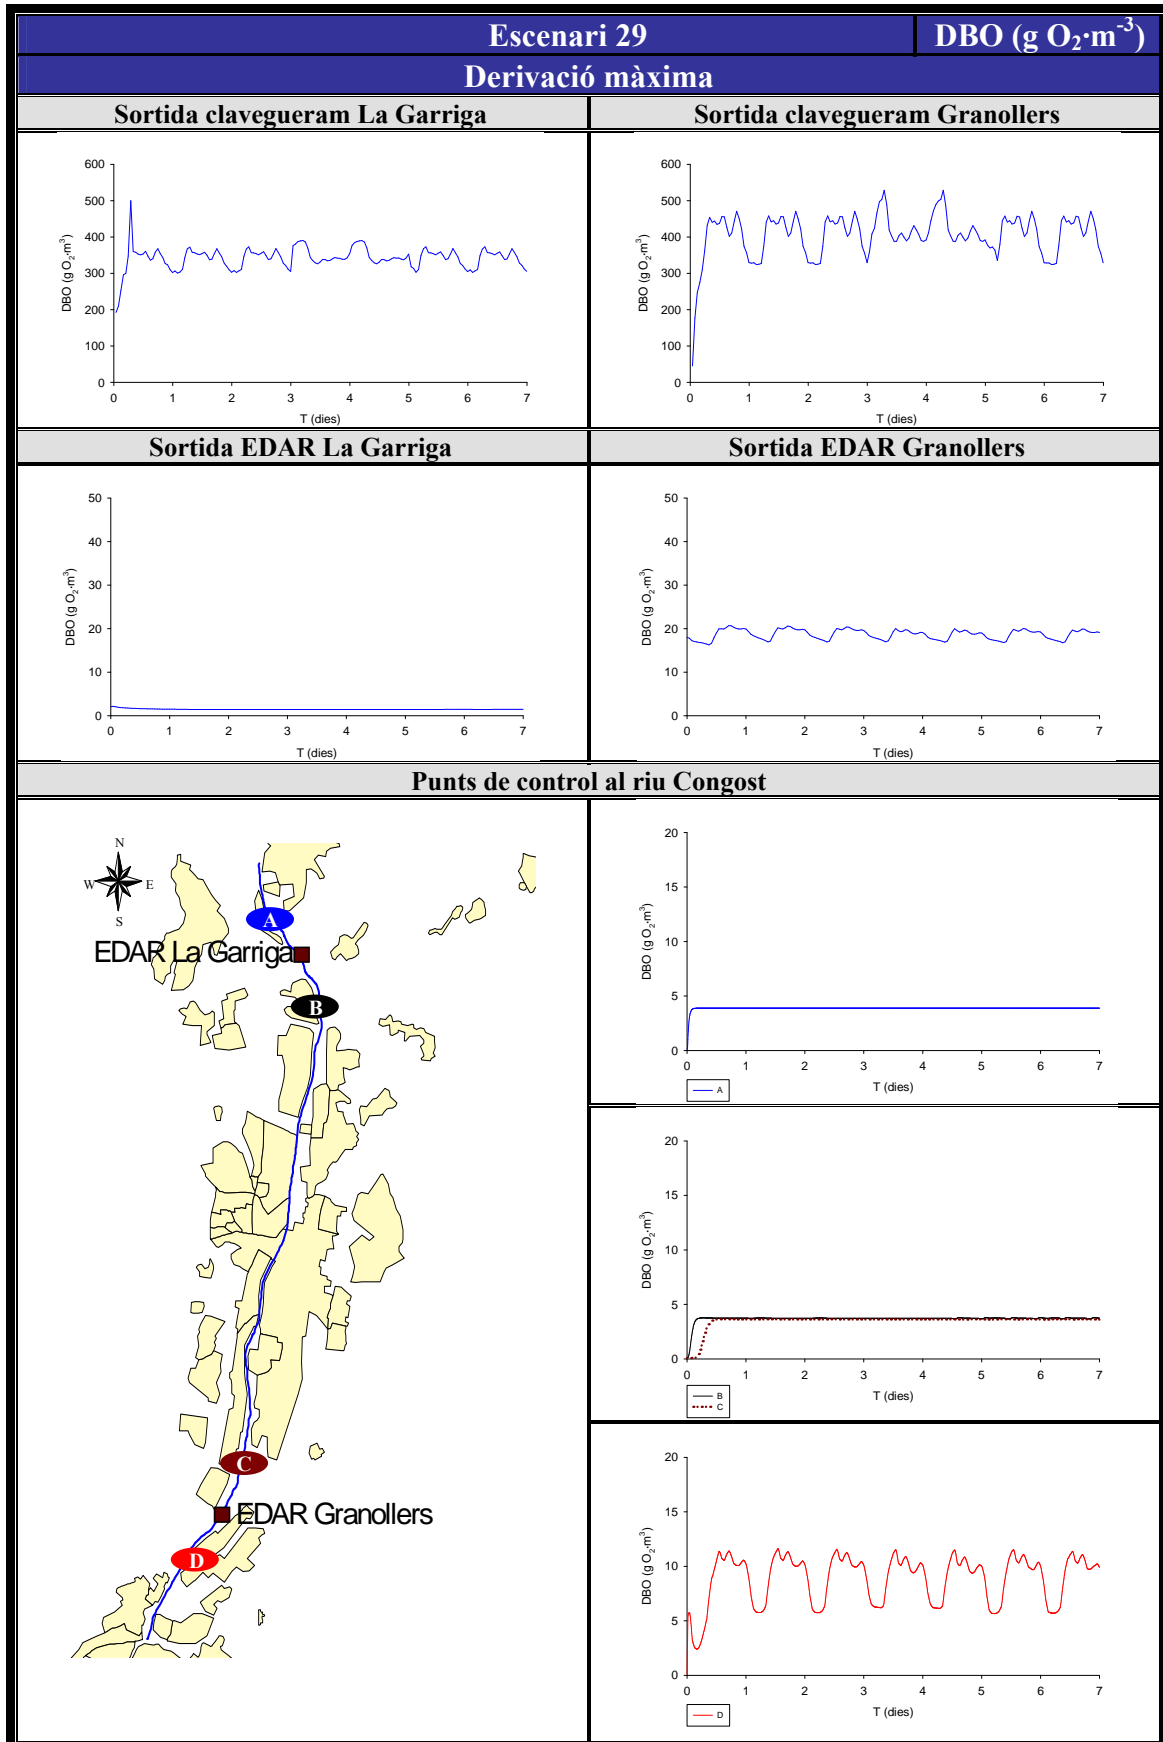 Escenari 29
DBO (g O₂·m⁻³)
Derivació màxima
Sortida clavegueram La Garriga
Sortida clavegueram Granollers
600
500
400
300
200
100
0
0 1 2 3 4 5 6 7
DBO (g O₂·m³)
T (dies)
600
500
400
300
200
100
0
0 1 2 3 4 5 6 7
DBO (g O₂·m³)
T (dies)
Sortida EDAR La Garriga
Sortida EDAR Granollers
50
40
30
20
10
0
0 1 2 3 4 5 6 7
DBO (g O₂·m³)
T (dies)
50
40
30
20
10
0
0 1 2 3 4 5 6 7
DBO (g O₂·m³)
T (dies)
Punts de control al riu Congost
N
W E
S
A
EDAR La Garriga
B
C
EDAR Granollers
D
20
15
10
5
0
0 1 2 3 4 5 6 7
DBO (g O₂·m³)
T (dies)
A
20
15
10
5
0
0 1 2 3 4 5 6 7
DBO (g O₂·m³)
T (dies)
B
C
20
15
10
5
0
0 1 2 3 4 5 6 7
DBO (g O₂·m³)
T (dies)
D